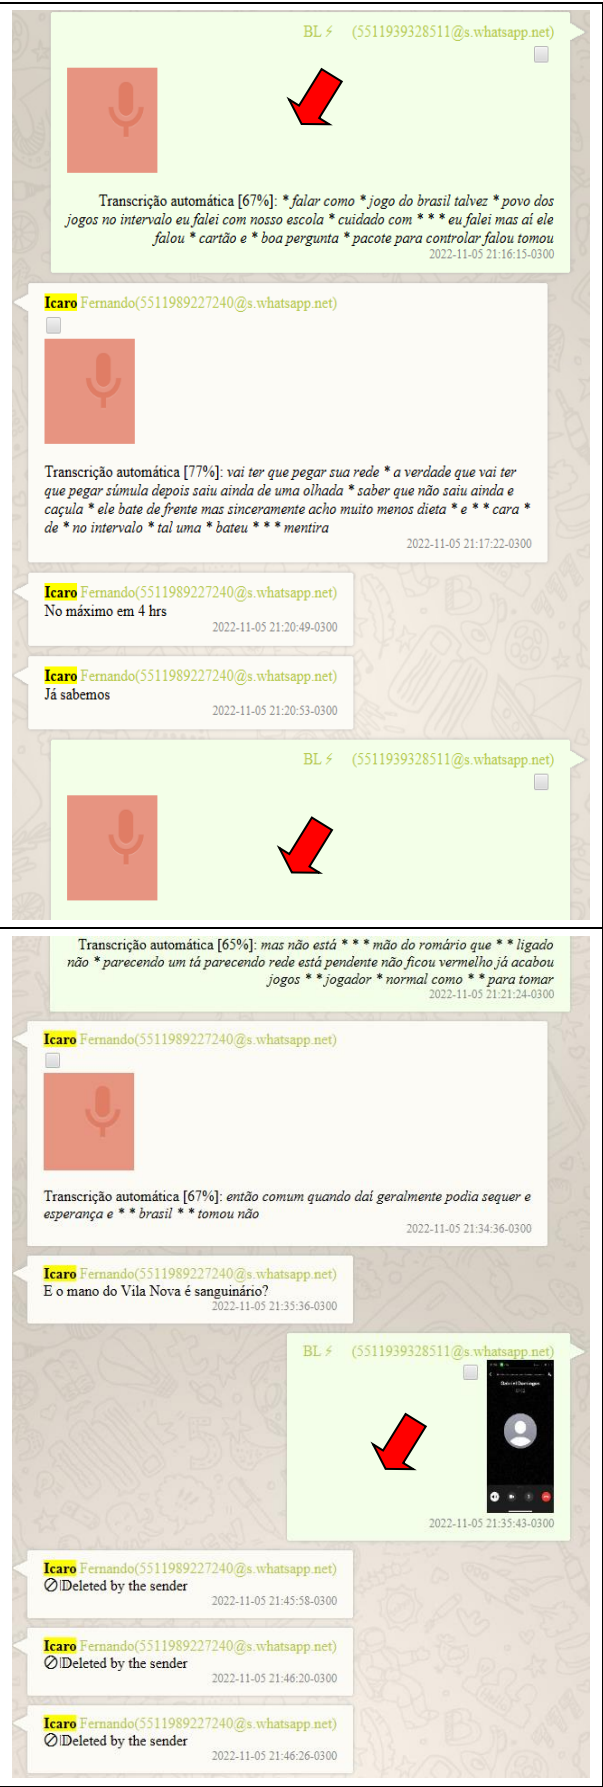 BL ⚡ (5511939328511@s.whatsapp.net)
Transcrição automática [67%]: * falar como * jogo do brasil talvez * povo dos
jogos no intervalo eu falei com nosso escola * cuidado com * * * eu falei mas aí ele
falou * cartão e * boa pergunta * pacote para controlar falou tomou
2022-11-05 21:16:15-0300
Icaro Fernando(5511989227240@s.whatsapp.net)
Transcrição automática [77%]: vai ter que pegar sua rede * a verdade que vai ter
que pegar súmula depois saiu ainda de uma olhada * saber que não saiu ainda e
caçula * ele bate de frente mas sinceramente acho muito menos dieta * e * * cara *
de * no intervalo * tal uma * bateu * * * mentira
2022-11-05 21:17:22-0300
Icaro Fernando(5511989227240@s.whatsapp.net)
No máximo em 4 hrs
2022-11-05 21:20:49-0300
Icaro Fernando(5511989227240@s.whatsapp.net)
Já sabemos
2022-11-05 21:20:53-0300
BL ⚡ (5511939328511@s.whatsapp.net)
Transcrição automática [65%]: mas não está * * * mão do romário que * * ligado
não * parecendo um tá parecendo rede está pendente não ficou vermelho já acabou
jogos * * jogador * normal como * * para tomar
2022-11-05 21:21:24-0300
Icaro Fernando(5511989227240@s.whatsapp.net)
Transcrição automática [67%]: então comum quando daí geralmente podia sequer e
esperança e * * brasil * * tomou não
2022-11-05 21:34:36-0300
Icaro Fernando(5511989227240@s.whatsapp.net)
E o mano do Vila Nova é sanguinário?
2022-11-05 21:35:36-0300
BL ⚡ (5511939328511@s.whatsapp.net)
Gabriel Domingos
2022-11-05 21:35:43-0300
Icaro Fernando(5511989227240@s.whatsapp.net)
Deleted by the sender
2022-11-05 21:45:58-0300
Icaro Fernando(5511989227240@s.whatsapp.net)
Deleted by the sender
2022-11-05 21:46:20-0300
Icaro Fernando(5511989227240@s.whatsapp.net)
Deleted by the sender
2022-11-05 21:46:26-0300